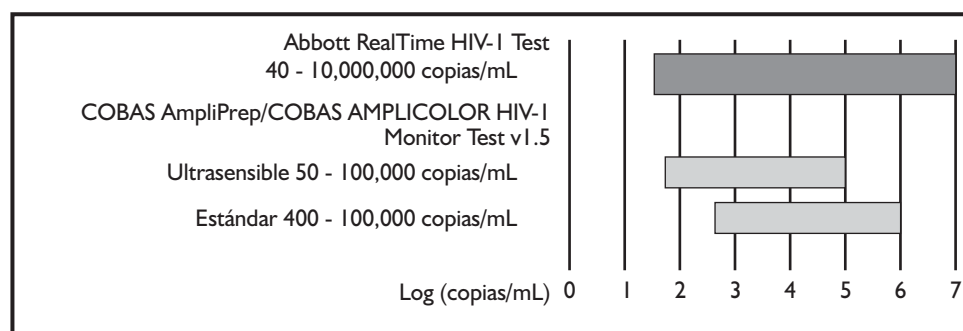 Abbott RealTime HIV-1 Test
40 - 10,000,000 copias/mL
COBAS AmpliPrep/COBAS AMPLICOLOR HIV-1
Monitor Test v1.5
Ultrasensible 50 - 100,000 copias/mL
Estándar 400 - 100,000 copias/mL
Log (copias/mL) 0 1 2 3 4 5 6 7